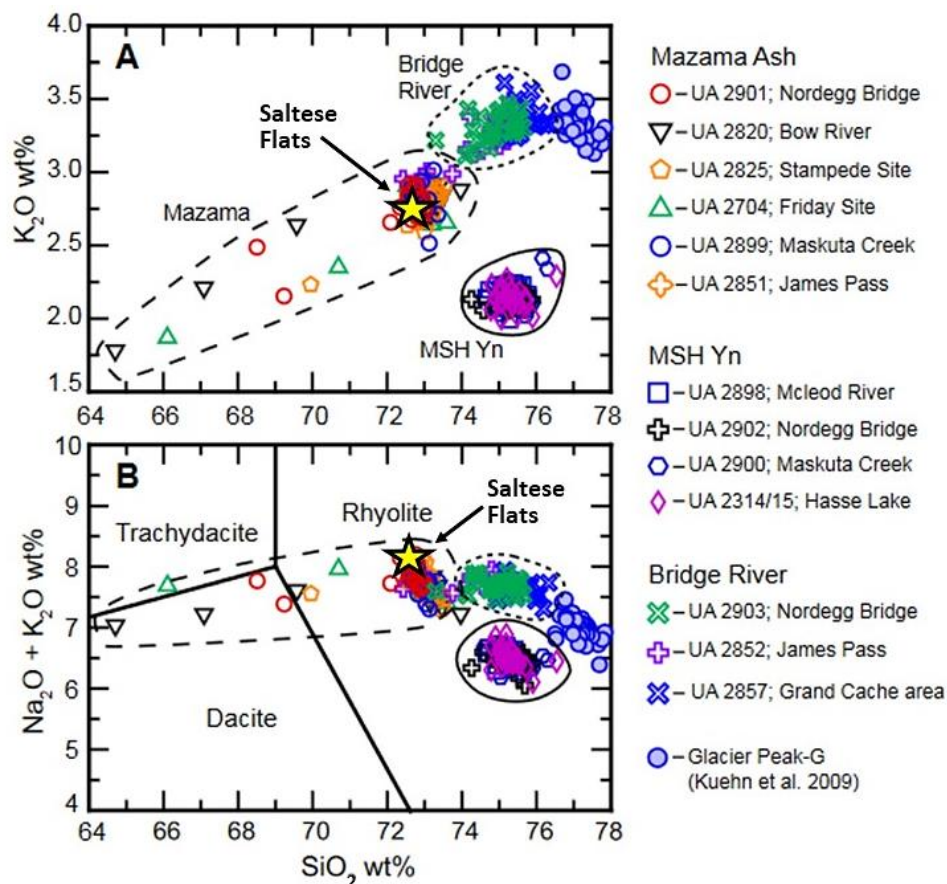 A
Bridge
River
Saltese
Flats
Mazama
MSH Yn
K2O wt%
4.0
3.5
3.0
2.5
2.0
1.5
64 66 68 70 72 74 76 78
B
Rhyolite
Saltese
Flats
Trachydacite
Dacite
Na2O + K2O wt%
10
9
8
7
6
5
4
64 66 68 70 72 74 76 78
SiO2 wt%
Mazama Ash
– UA 2901; Nordegg Bridge
– UA 2820; Bow River
– UA 2825; Stampede Site
– UA 2704; Friday Site
– UA 2899; Maskuta Creek
– UA 2851; James Pass
MSH Yn
– UA 2898; Mcleod River
– UA 2902; Nordegg Bridge
– UA 2900; Maskuta Creek
– UA 2314/15; Hasse Lake
Bridge River
– UA 2903; Nordegg Bridge
– UA 2852; James Pass
– UA 2857; Grand Cache area
– Glacier Peak-G
(Kuehn et al. 2009)